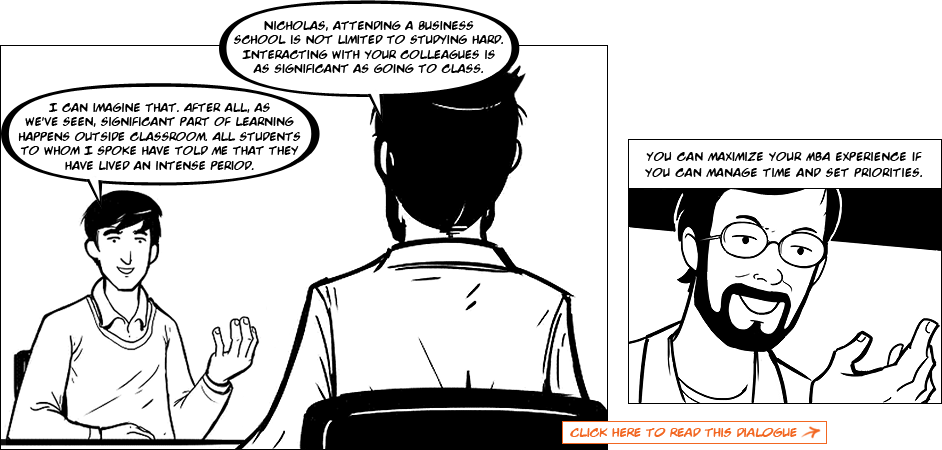 NICHOLAS, ATTENDING A BUSINESS
SCHOOL IS NOT LIMITED TO STUDYING HARD.
INTERACTING WITH YOUR COLLEAGUES IS
AS SIGNIFICANT AS GOING TO CLASS.
I CAN IMAGINE THAT. AFTER ALL, AS
WE'VE SEEN, SIGNIFICANT PART OF LEARNING
HAPPENS OUTSIDE CLASSROOM. ALL STUDENTS
TO WHOM I SPOKE HAVE TOLD ME THAT THEY
HAVE LIVED AN INTENSE PERIOD.
YOU CAN MAXIMIZE YOUR MBA EXPERIENCE IF
YOU CAN MANAGE TIME AND SET PRIORITIES.
CLICK HERE TO READ THIS DIALOGUE